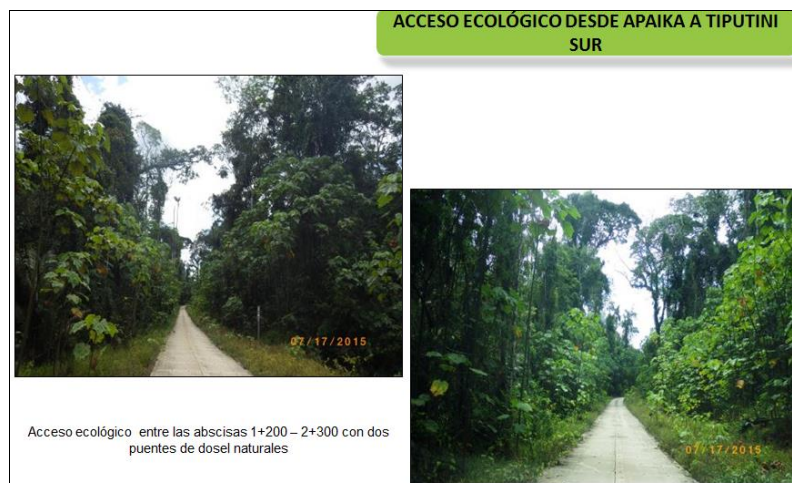 ACCESO ECOLÓGICO DESDE APAIKA A TIPUTINI
SUR
07/17/2015
07/17/2015
Acceso ecológico entre las abscisas 1+200 – 2+300 con dos
puentes de dosel naturales